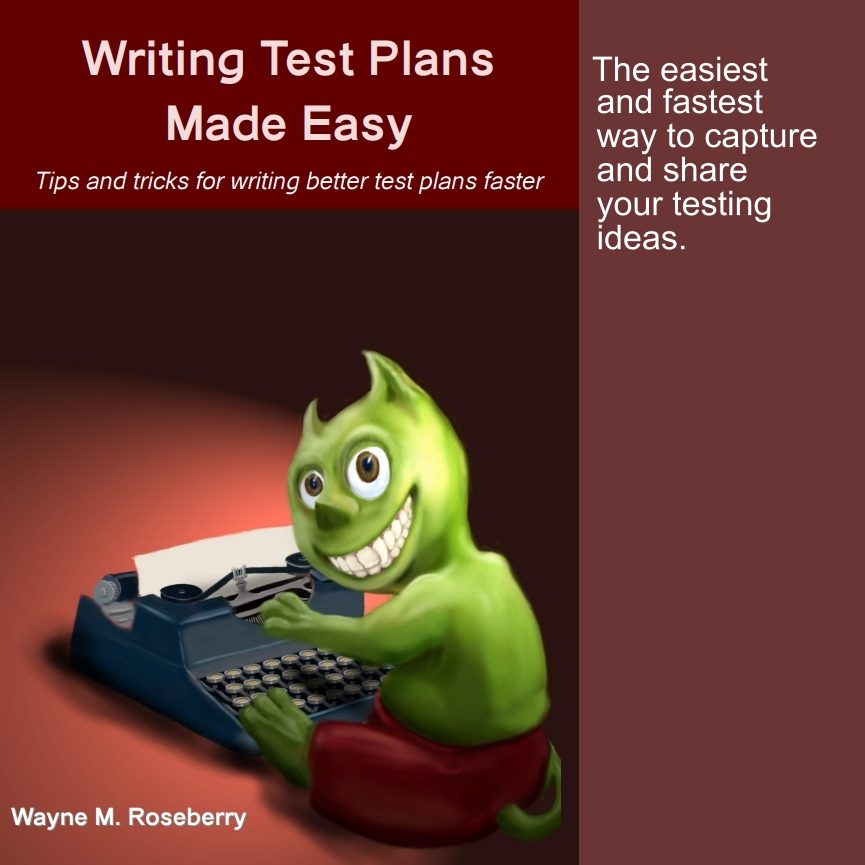 Writing Test Plans
Made Easy
Tips and tricks for writing better test plans faster
Wayne M. Roseberry
The easiest
and fastest
way to capture
and share
your testing
ideas.